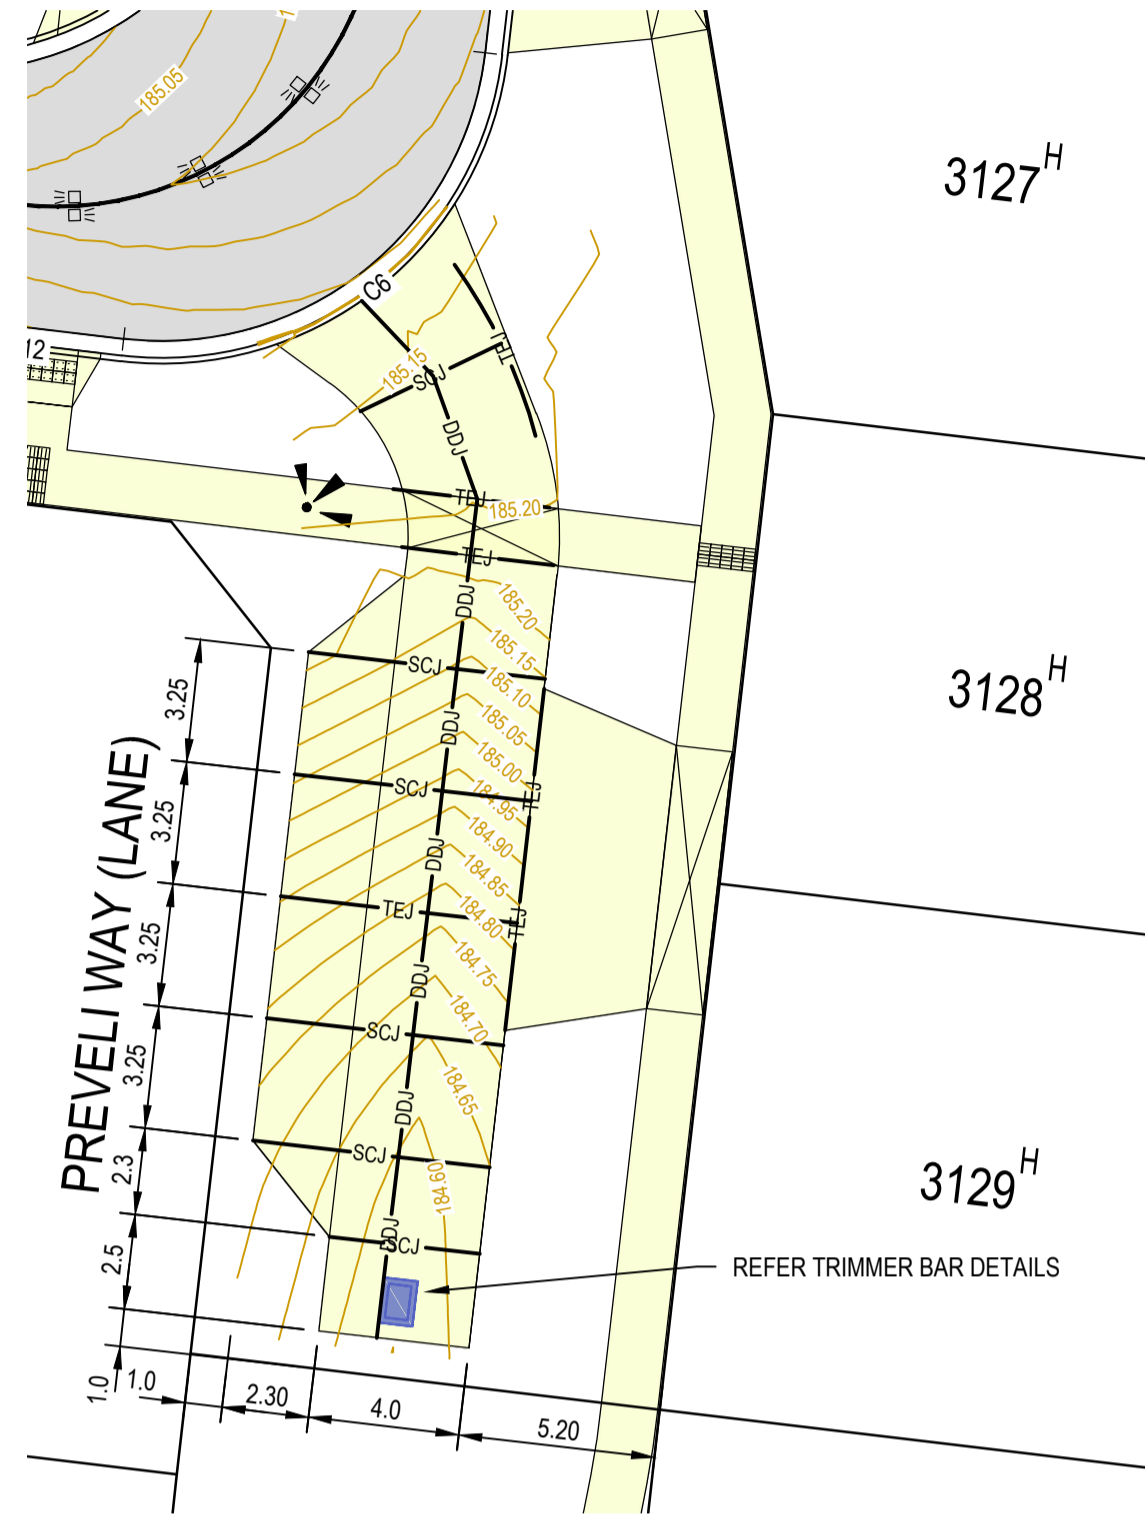 185.05
3127 H
C6
12
TEJ
185.15
SCJ
DDJ
TEJ
185.20
TEJ
DDJ
185.20
185.15
SCJ
185.10
3128 H
3.25
DDJ
185.05
185.00
SCJ
184.95
TEJ
3.25
184.90
DDJ
184.85
PREVELI WAY (LANE)
TEJ
184.80
TEJ
3.25
184.75
DDJ
184.70
SCJ
3.25
184.65
DDJ
SCJ
2.3
184.60
3129 H
DDJ
SCJ
2.5
REFER TRIMMER BAR DETAILS
1.0
1.0
2.30
4.0
5.20